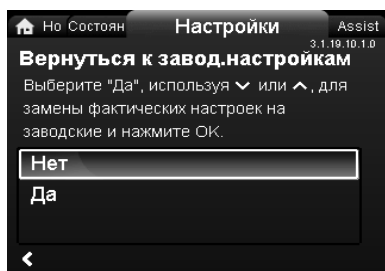 Но Состоян Настройки Assist
3.1.19.10.1.0
Вернуться к завод.настройкам
Выберите "Да", используя ⌄ или ⌃, для
замены фактических настроек на
заводские и нажмите OK.
Нет
Да